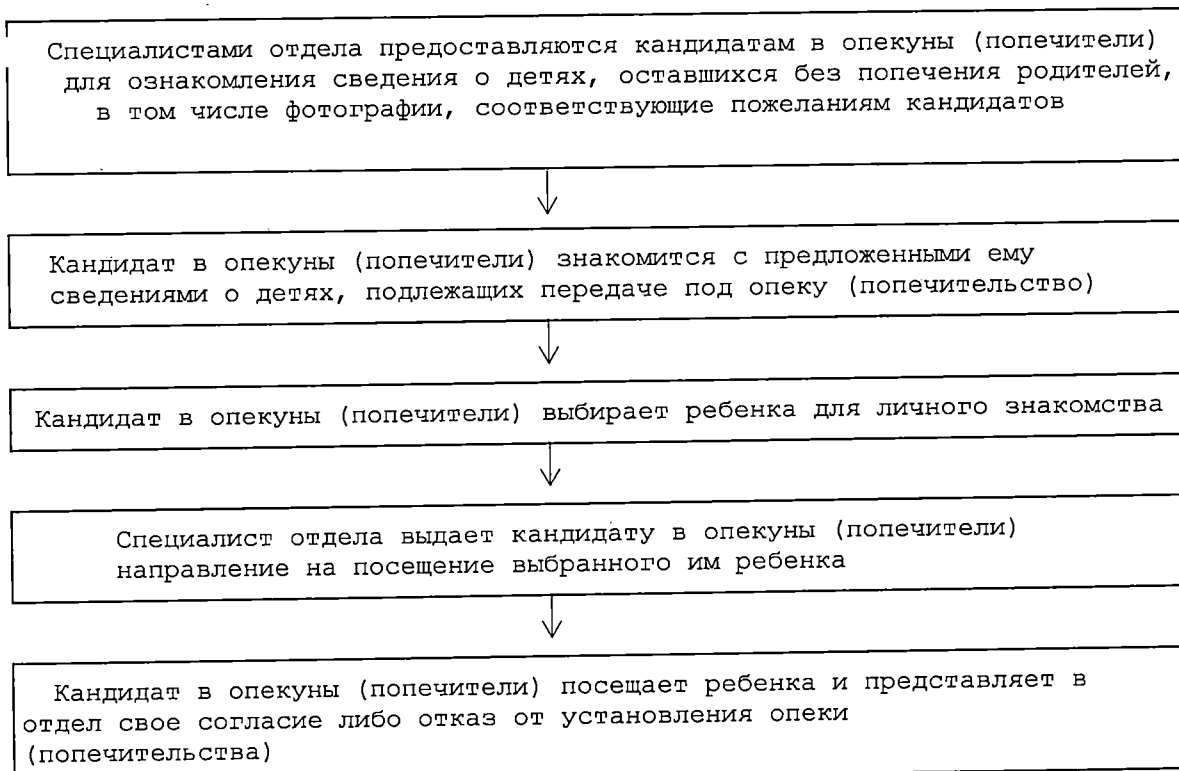 Специалистами отдела предоставляются кандидатам в опекуны (попечители)
для ознакомления сведения о детях, оставшихся без попечения родителей,
в том числе фотографии, соответствующие пожеланиям кандидатов
Кандидат в опекуны (попечители) знакомится с предложенными ему
сведениями о детях, подлежащих передаче под опеку (попечительство)
Кандидат в опекуны (попечители) выбирает ребенка для личного знакомства
Специалист отдела выдает кандидату в опекуны (попечители)
направление на посещение выбранного им ребенка
Кандидат в опекуны (попечители) посещает ребенка и представляет в
отдел свое согласие либо отказ от установления опеки
(попечительства)